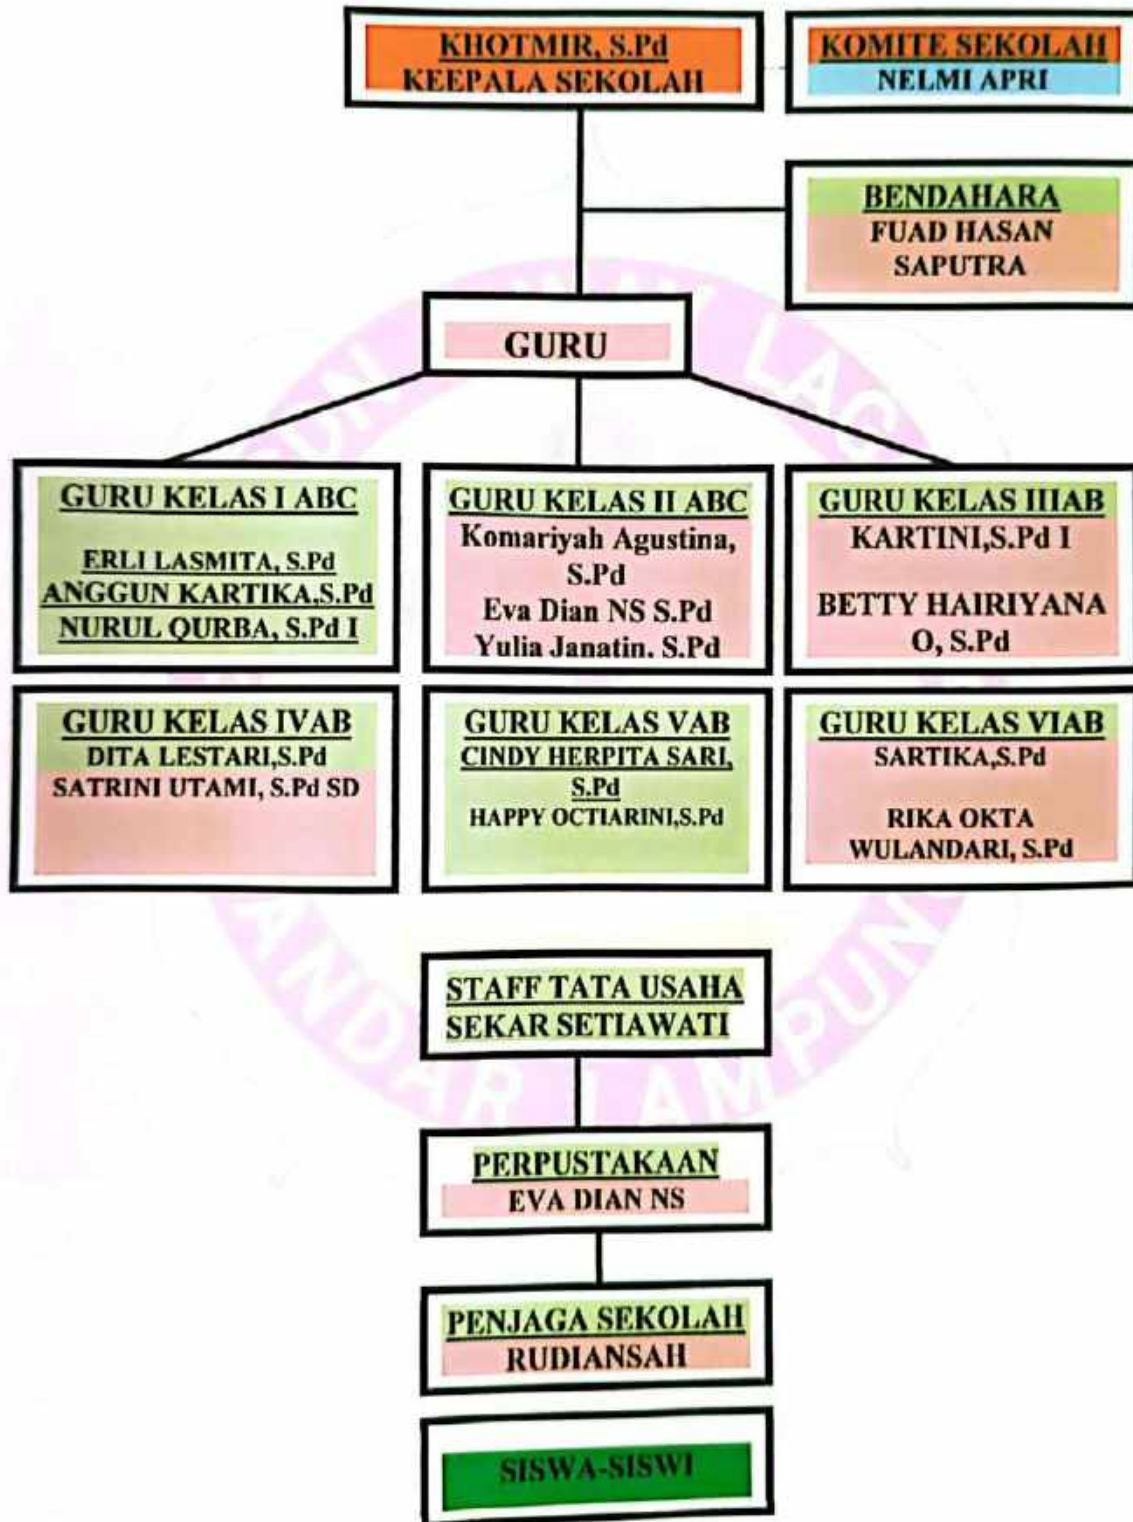 KHOTMIR, S.Pd
KEEPALA SEKOLAH
KOMITE SEKOLAH
NELMI APRI
BENDAHARA
FUAD HASAN
SAPUTRA
GURU
GURU KELAS I ABC
ERLI LASMITA, S.Pd
ANGGUN KARTIKA,S.Pd
NURUL QURBA, S.Pd I
GURU KELAS II ABC
Komariyah Agustina,
S.Pd
Eva Dian NS S.Pd
Yulia Janatin. S.Pd
GURU KELAS IIIAB
KARTINI,S.Pd I
BETTY HAIRIYANA
O, S.Pd
GURU KELAS IVAB
DITA LESTARI,S.Pd
SATRINI UTAMI, S.Pd SD
GURU KELAS VAB
CINDY HERPITA SARI,
S.Pd
HAPPY OCTIARINI,S.Pd
GURU KELAS VIAB
SARTIKA,S.Pd
RIKA OKTA
WULANDARI, S.Pd
STAFF TATA USAHA
SEKAR SETIAWATI
PERPUSTAKAAN
EVA DIAN NS
PENJAGA SEKOLAH
RUDIANSAH
SISWA-SISWI